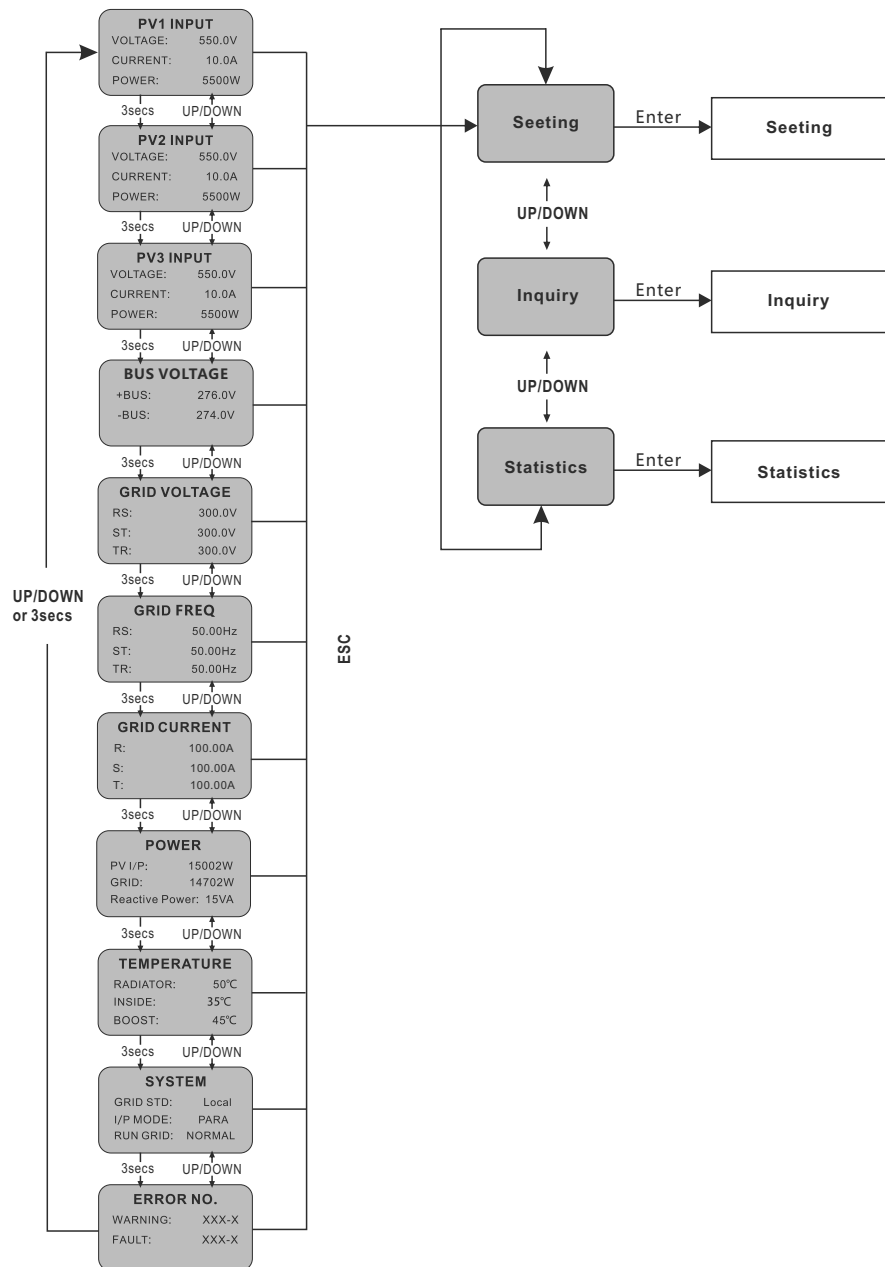 PV1 INPUT
VOLTAGE: 550.0V
CURRENT: 10.0A
POWER: 5500W
3secs UP/DOWN
PV2 INPUT
VOLTAGE: 550.0V
CURRENT: 10.0A
POWER: 5500W
3secs UP/DOWN
PV3 INPUT
VOLTAGE: 550.0V
CURRENT: 10.0A
POWER: 5500W
3secs UP/DOWN
BUS VOLTAGE
+BUS: 276.0V
-BUS: 274.0V
3secs UP/DOWN
GRID VOLTAGE
RS: 300.0V
ST: 300.0V
TR: 300.0V
3secs UP/DOWN
GRID FREQ
RS: 50.00Hz
ST: 50.00Hz
TR: 50.00Hz
3secs UP/DOWN
GRID CURRENT
R: 100.00A
S: 100.00A
T: 100.00A
3secs UP/DOWN
POWER
PV I/P: 15002W
GRID: 14702W
Reactive Power: 15VA
3secs UP/DOWN
TEMPERATURE
RADIATOR: 50℃
INSIDE: 35℃
BOOST: 45℃
3secs UP/DOWN
SYSTEM
GRID STD: Local
I/P MODE: PARA
RUN GRID: NORMAL
3secs UP/DOWN
ERROR NO.
WARNING: XXX-X
FAULT: XXX-X
UP/DOWN
or 3secs
ESC
Seeting
Enter
Seeting
UP/DOWN
Inquiry
Enter
Inquiry
UP/DOWN
Statistics
Enter
Statistics